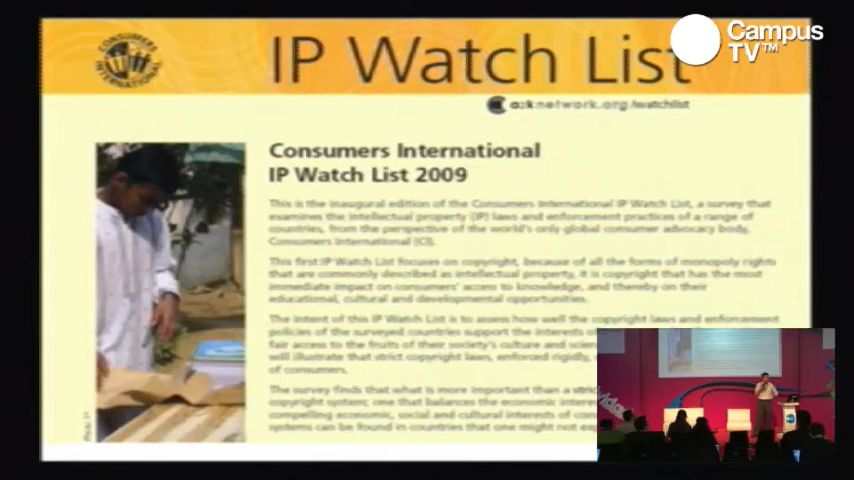 CONSUMERS INTERNATIONAL
IP Watch List
Campus
TV™
a2knetwork.org/watchlist
Consumers International
IP Watch List 2009
This is the inaugural edition of the Consumers International IP Watch List, a survey that
examines the intellectual property (IP) laws and enforcement practices of a range of
countries, from the perspective of the world's only global consumer advocacy body,
Consumers International (CI).
This first IP Watch List focuses on copyright, because of all the forms of monopoly rights
that are commonly described as intellectual property, it is copyright that has the most
immediate impact on consumers' access to knowledge, and thereby on their
educational, cultural and developmental opportunities.
The intent of this IP Watch List is to assess how well the copyright laws and enforcement
policies of the surveyed countries support the interests
fair access to the fruits of their society's culture and
will illustrate that strict copyright laws, enforced rigidly,
of consumers.
The survey finds that what is more important than a
copyright system; one that balances the economic
compelling economic, social and cultural interests of
systems can be found in countries that one might not